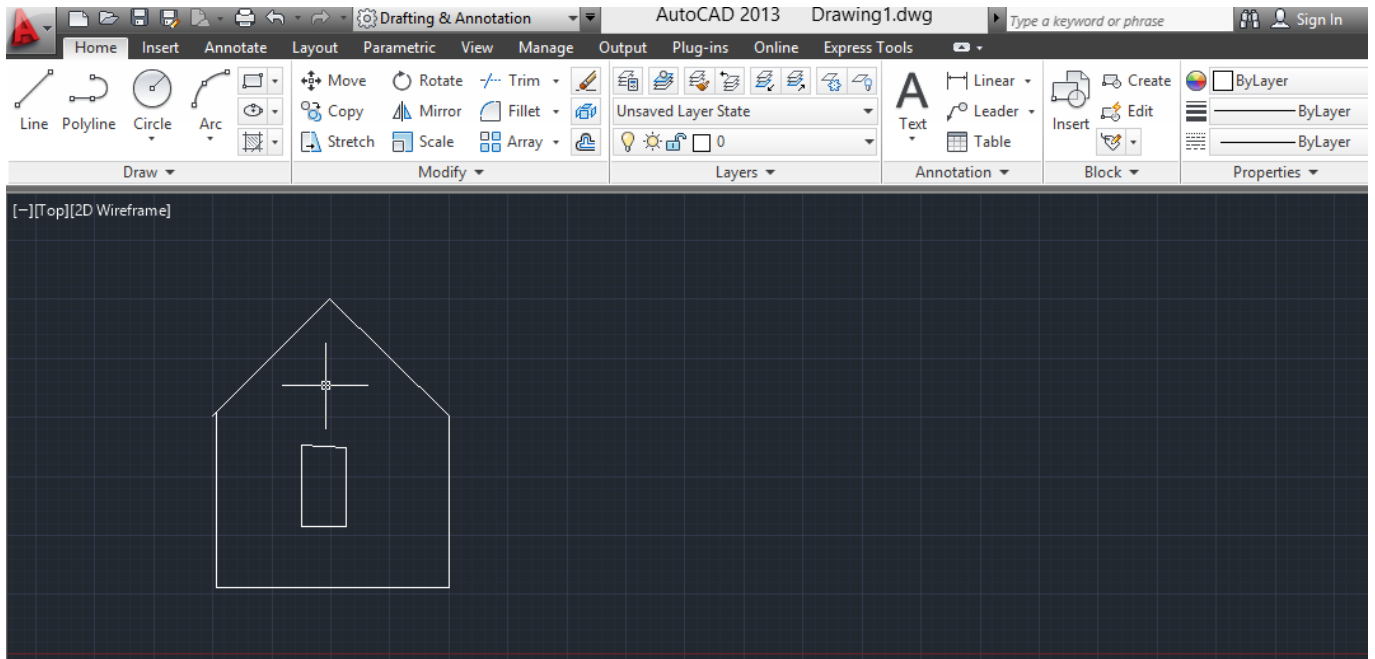 Drafting & Annotation AutoCAD 2013 Drawing1.dwg Type a keyword or phrase Sign In
Home Insert Annotate Layout Parametric View Manage Output Plug-ins Online Express Tools
Line Polyline Circle Arc
Move Rotate Trim
Copy Mirror Fillet
Stretch Scale Array
Unsaved Layer State
0
Text
Linear
Leader
Table
Insert
Create
Edit
ByLayer
ByLayer
ByLayer
Draw Modify Layers Annotation Block Properties
[−][Top][2D Wireframe]